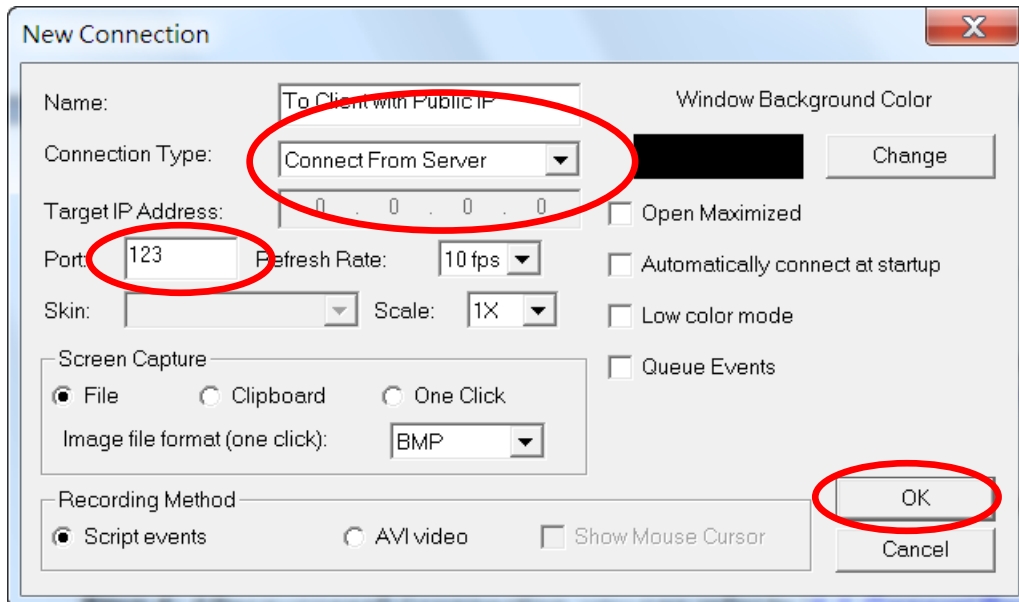 New Connection
Name: To Client with Public IP
Window Background Color
Connection Type: Connect From Server
Change
Target IP Address: 0 . 0 . 0 . 0
Open Maximized
Port: 123 Refresh Rate: 10 fps
Automatically connect at startup
Skin: Scale: 1X
Low color mode
Screen Capture
Queue Events
File Clipboard One Click
Image file format (one click): BMP
Recording Method
OK
Script events AVI video Show Mouse Cursor
Cancel